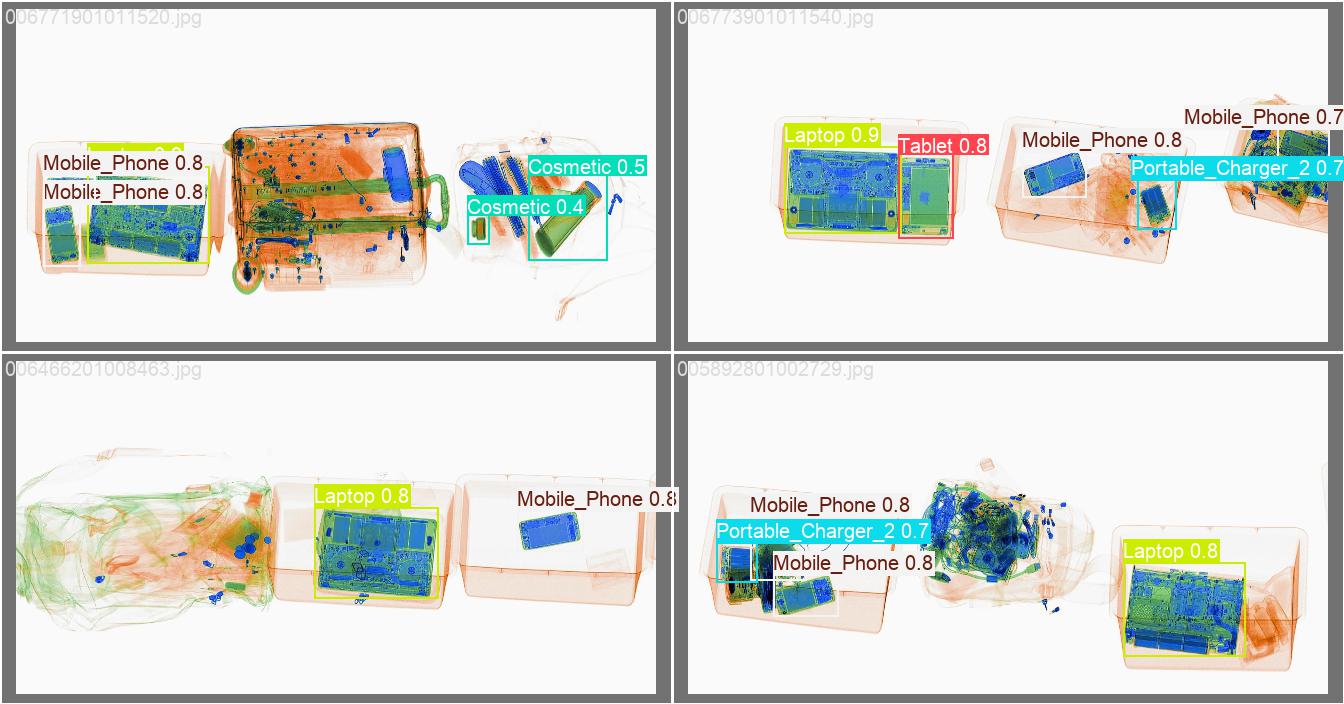 006771901011520.jpg
Mobile_Phone 0.8
Mobile_Phone 0.8
Cosmetic 0.5
Cosmetic 0.4
006773901011540.jpg
Laptop 0.9
Tablet 0.8
Mobile_Phone 0.8
Mobile_Phone 0.7
Portable_Charger_2 0.7
006466201008463.jpg
Laptop 0.8
Mobile_Phone 0.8
005892801002729.jpg
Mobile_Phone 0.8
Portable_Charger_2 0.7
Mobile_Phone 0.8
Laptop 0.8